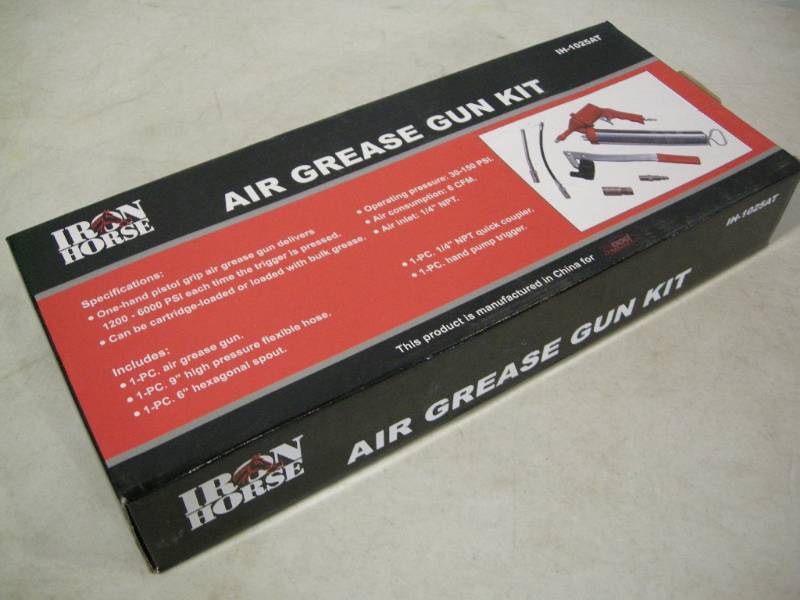 IH-1025AT
AIR GREASE GUN KIT
IRON
HORSE
Specifications:
● One-hand pistol grip air grease gun delivers
1200 - 6000 PSI each time the trigger is pressed.
● Can be cartridge-loaded or loaded with bulk grease.
● Operating pressure: 30-150 PSI.
● Air consumption: 6 CFM.
● Air inlet: 1/4" NPT.
Includes:
● 1-PC. air grease gun.
● 1-PC. 9" high pressure flexible hose.
● 1-PC. 6" hexagonal spout.
● 1-PC. 1/4" NPT quick coupler.
● 1-PC. hand pump trigger.
This product is manufactured in China for
IH-1025AT
AIR GREASE GUN KIT
IRON
HORSE